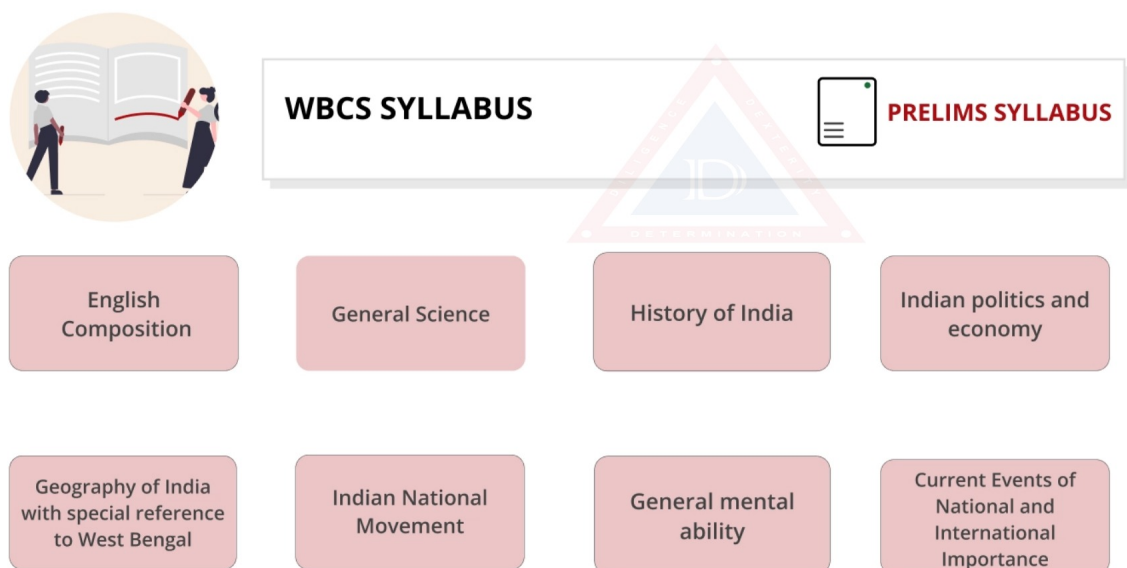 WBCS SYLLABUS
PRELIMS SYLLABUS
DETERMINATION
English
Composition
General Science
History of India
Indian politics and
economy
Geography of India
with special reference
to West Bengal
Indian National
Movement
General mental
ability
Current Events of
National and
International
Importance